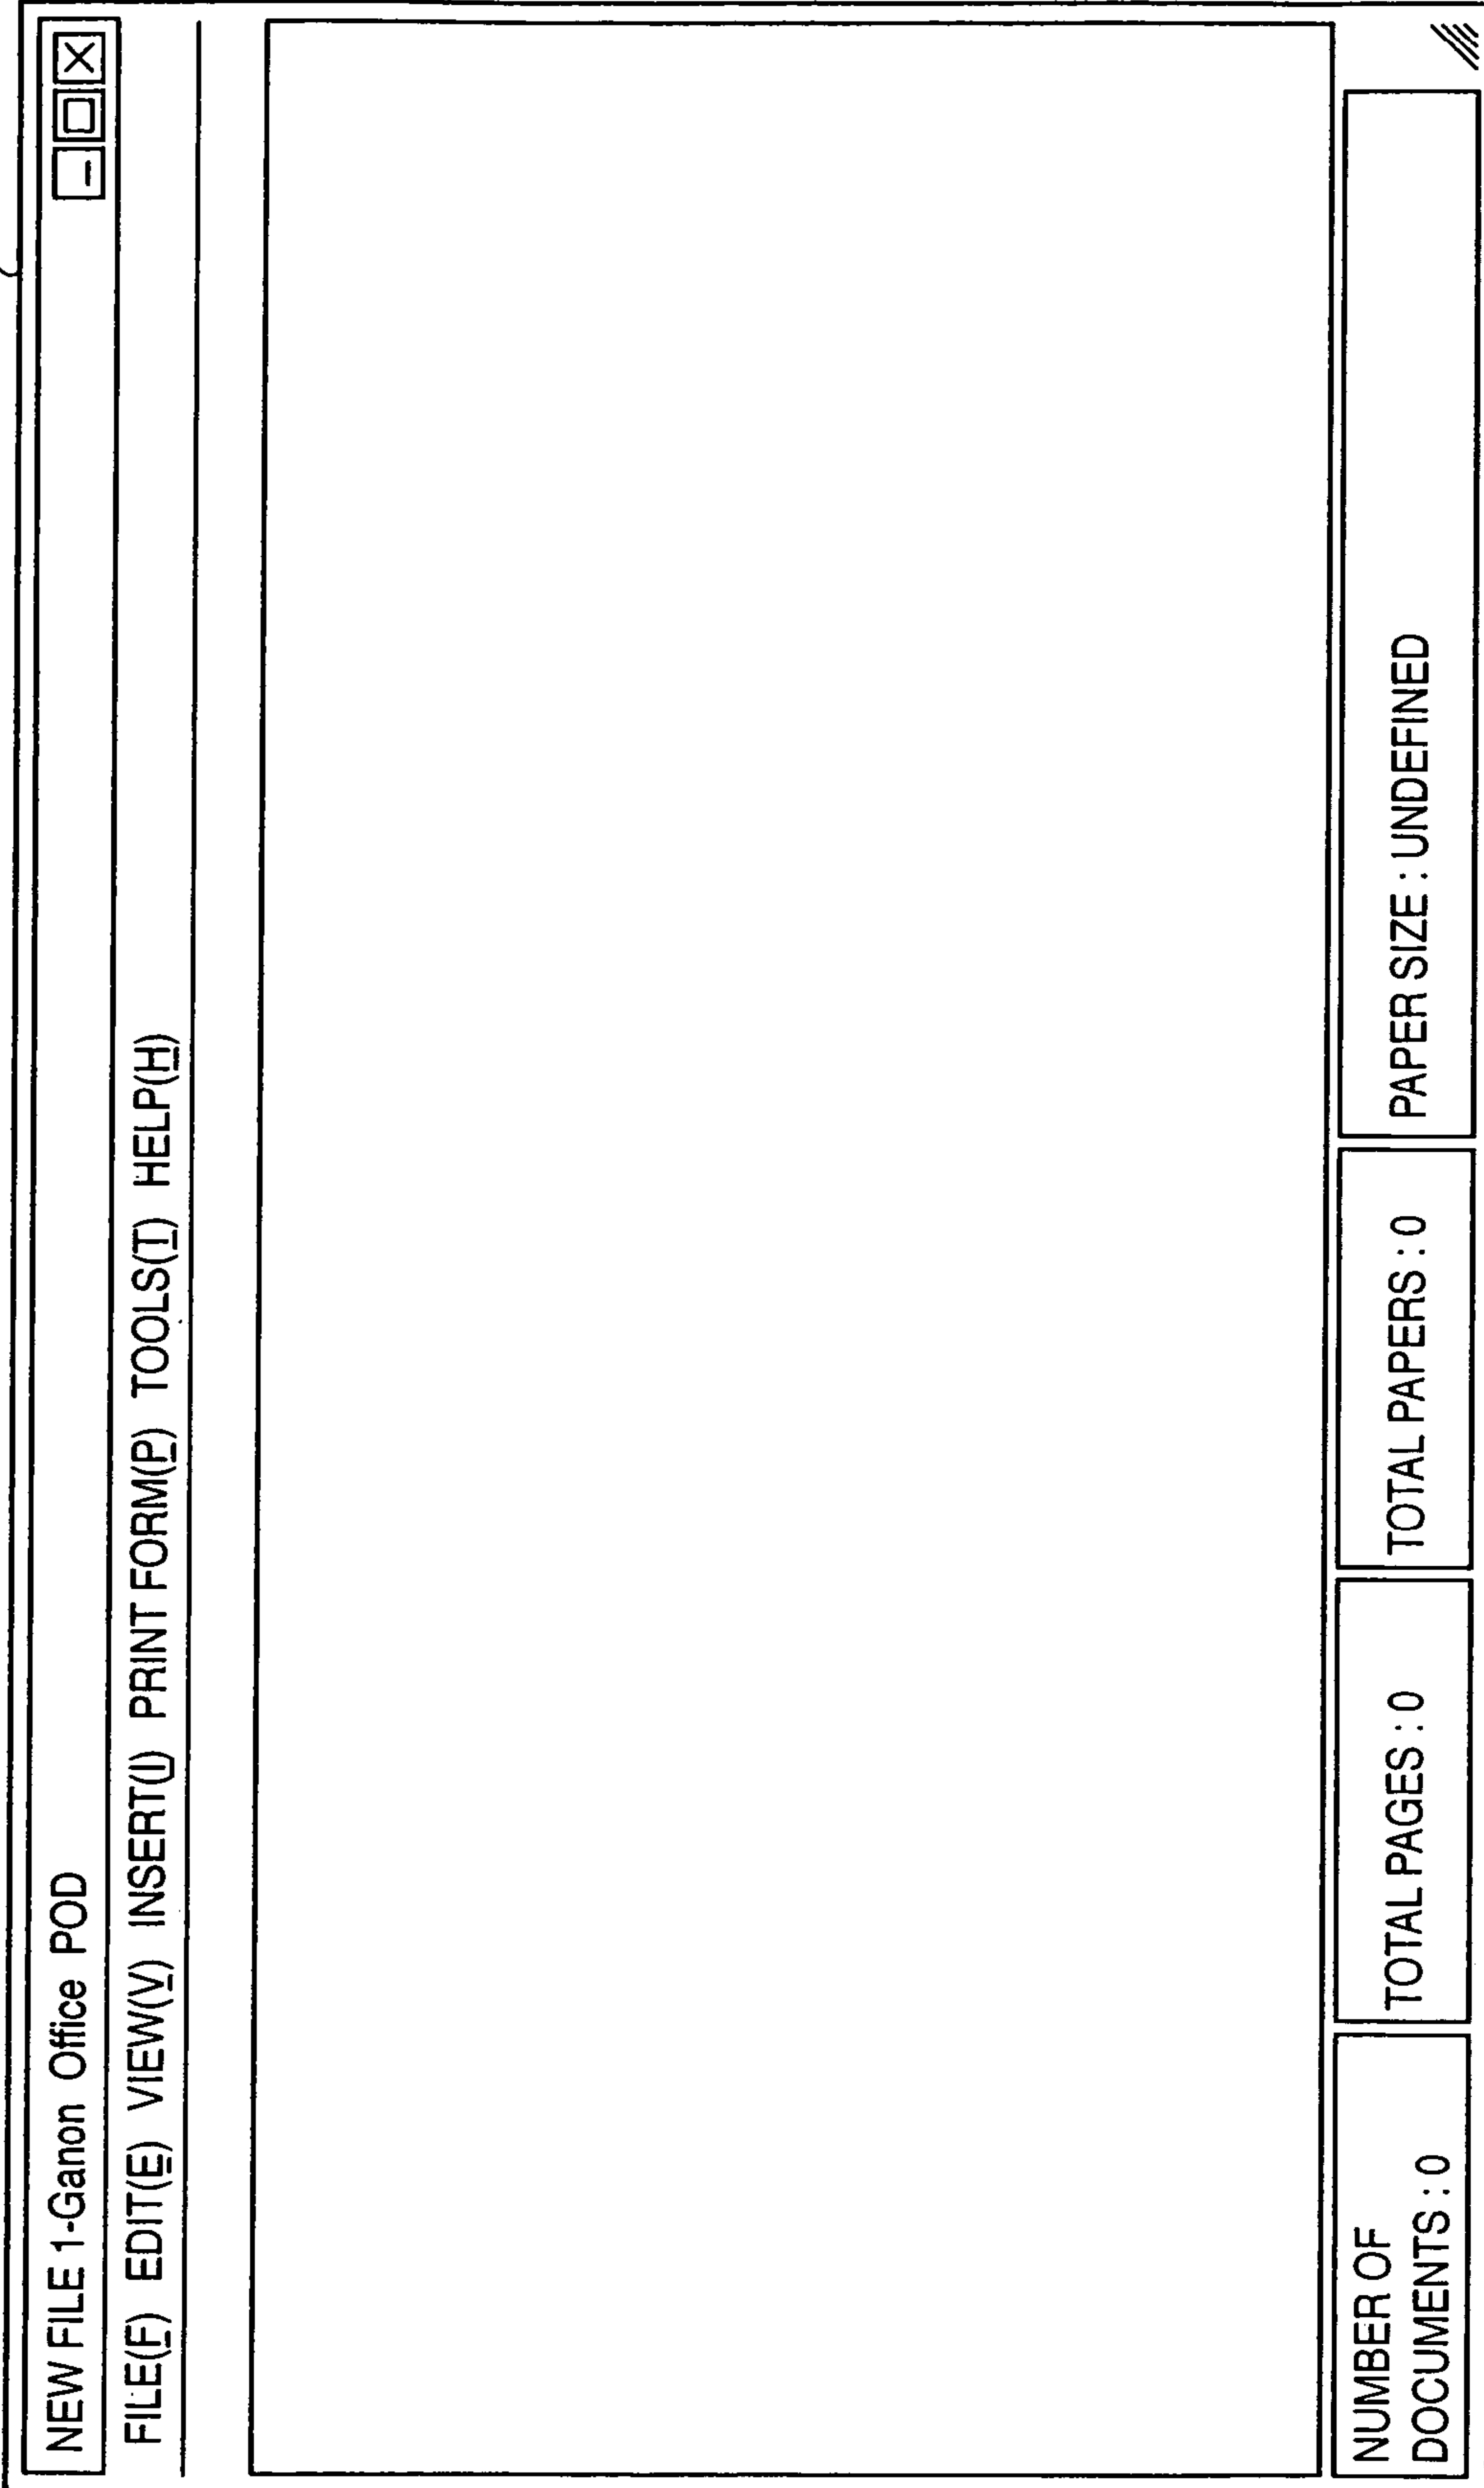 NEW FILE 1-Ganon Office POD
FILE(F) EDIT(E) VIEW(V) INSERT(I) PRINT FORM(P) TOOLS(T) HELP(H)
NUMBER OF
DOCUMENTS : 0
TOTAL PAGES : 0
TOTAL PAPERS : 0
PAPER SIZE : UNDEFINED